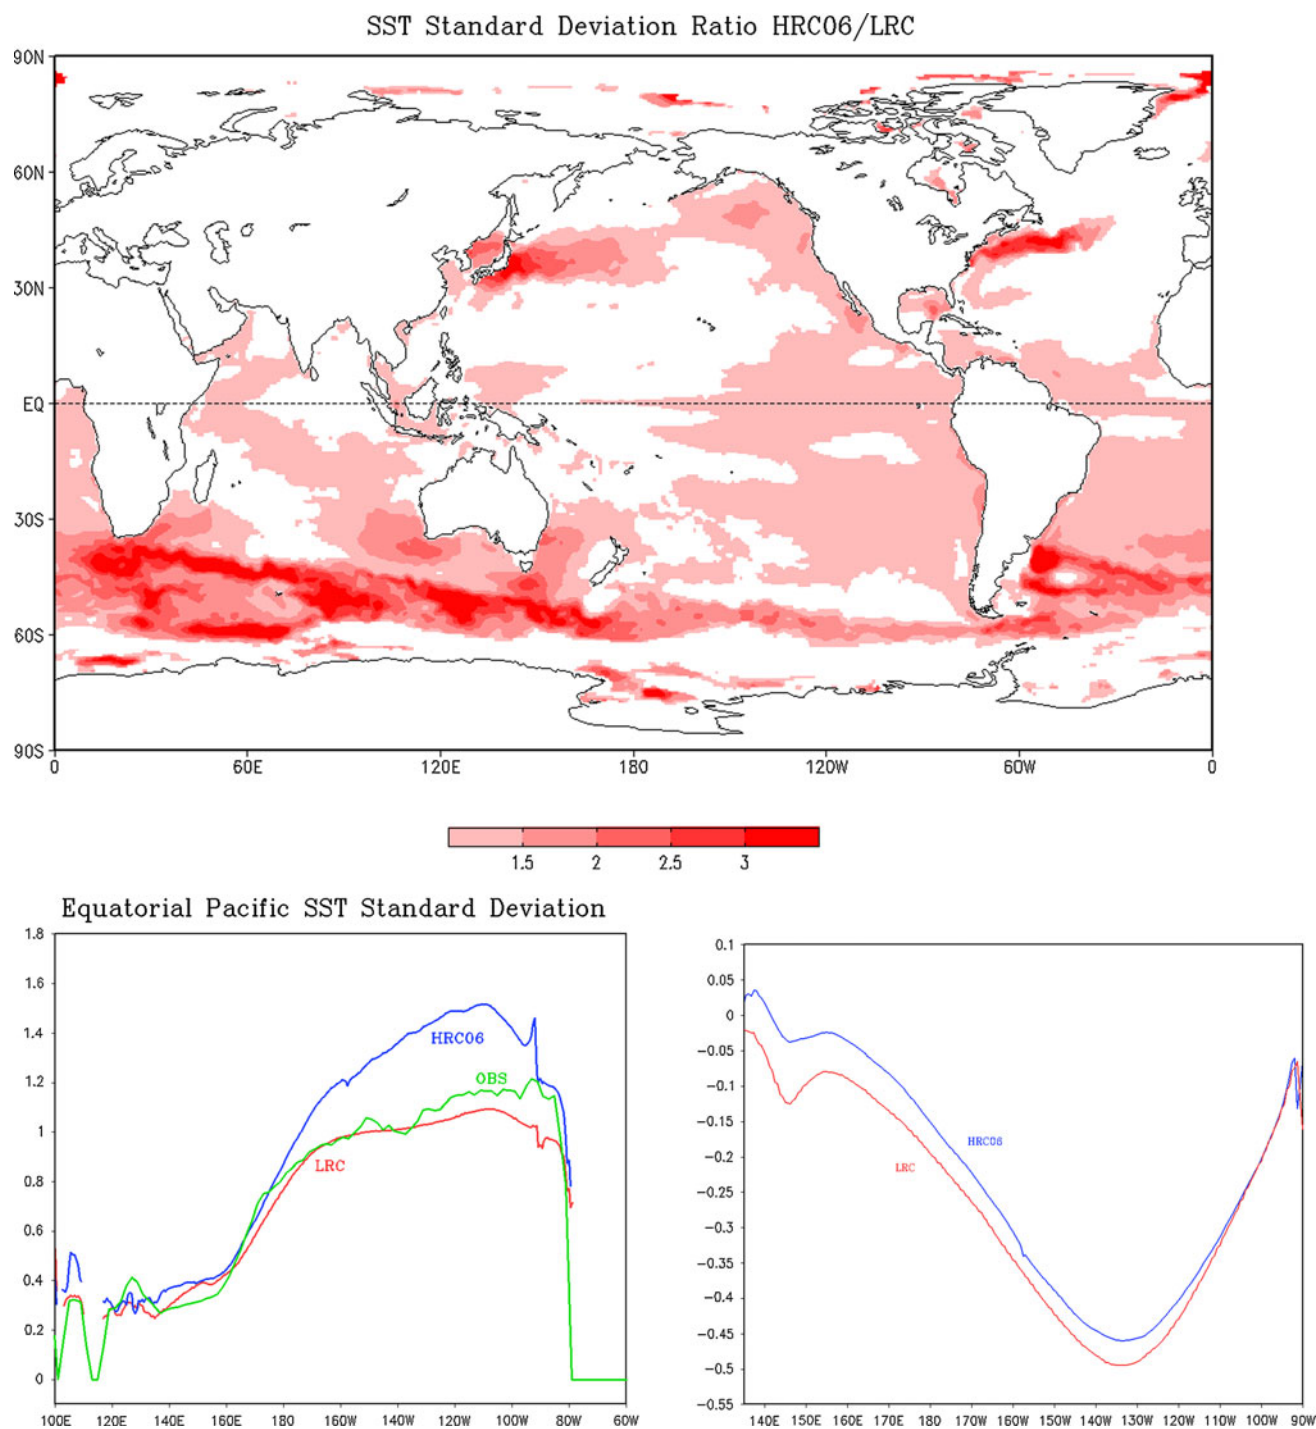 SST Standard Deviation Ratio HRC06/LRC
90N
60N
30N
EQ
30S
60S
90S
0 60E 120E 180 120W 60W 0
1.5 2 2.5 3
Equatorial Pacific SST Standard Deviation
1.8
1.6
1.4
1.2
1
0.8
0.6
0.4
0.2
0
HRC06
OBS
LRC
100E 120E 140E 160E 180 160W 140W 120W 100W 80W 60W
0.1
0.05
0
-0.05
-0.1
-0.15
-0.2
-0.25
-0.3
-0.35
-0.4
-0.45
-0.5
-0.55
HRC06
LRC
140E 150E 160E 170E 180 170W 160W 150W 140W 130W 120W 110W 100W 90W